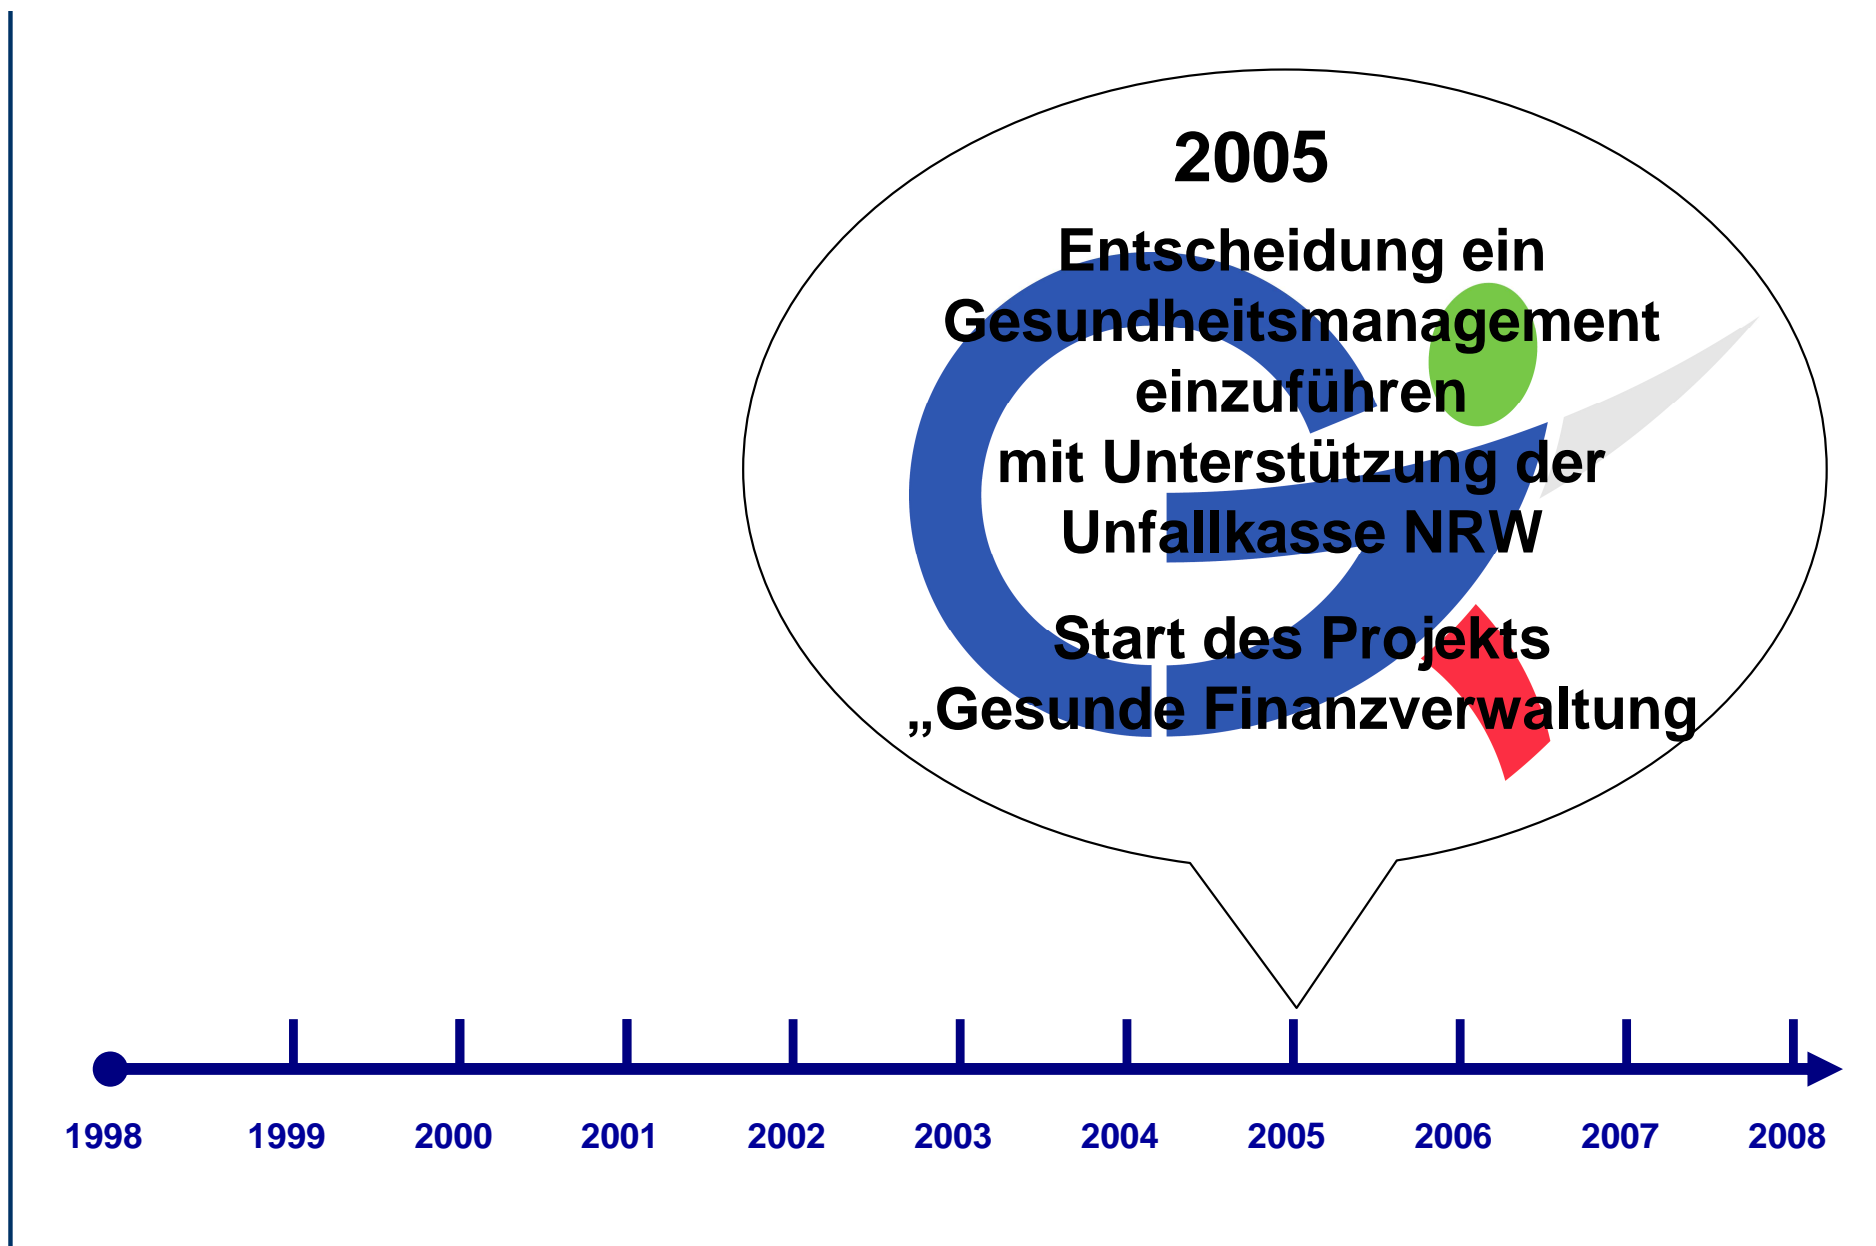 2005
Entscheidung ein
Gesundheitsmanagement
einzuführen
mit Unterstützung der
Unfallkasse NRW
Start des Projekts
„Gesunde Finanzverwaltung
1998 1999 2000 2001 2002 2003 2004 2005 2006 2007 2008